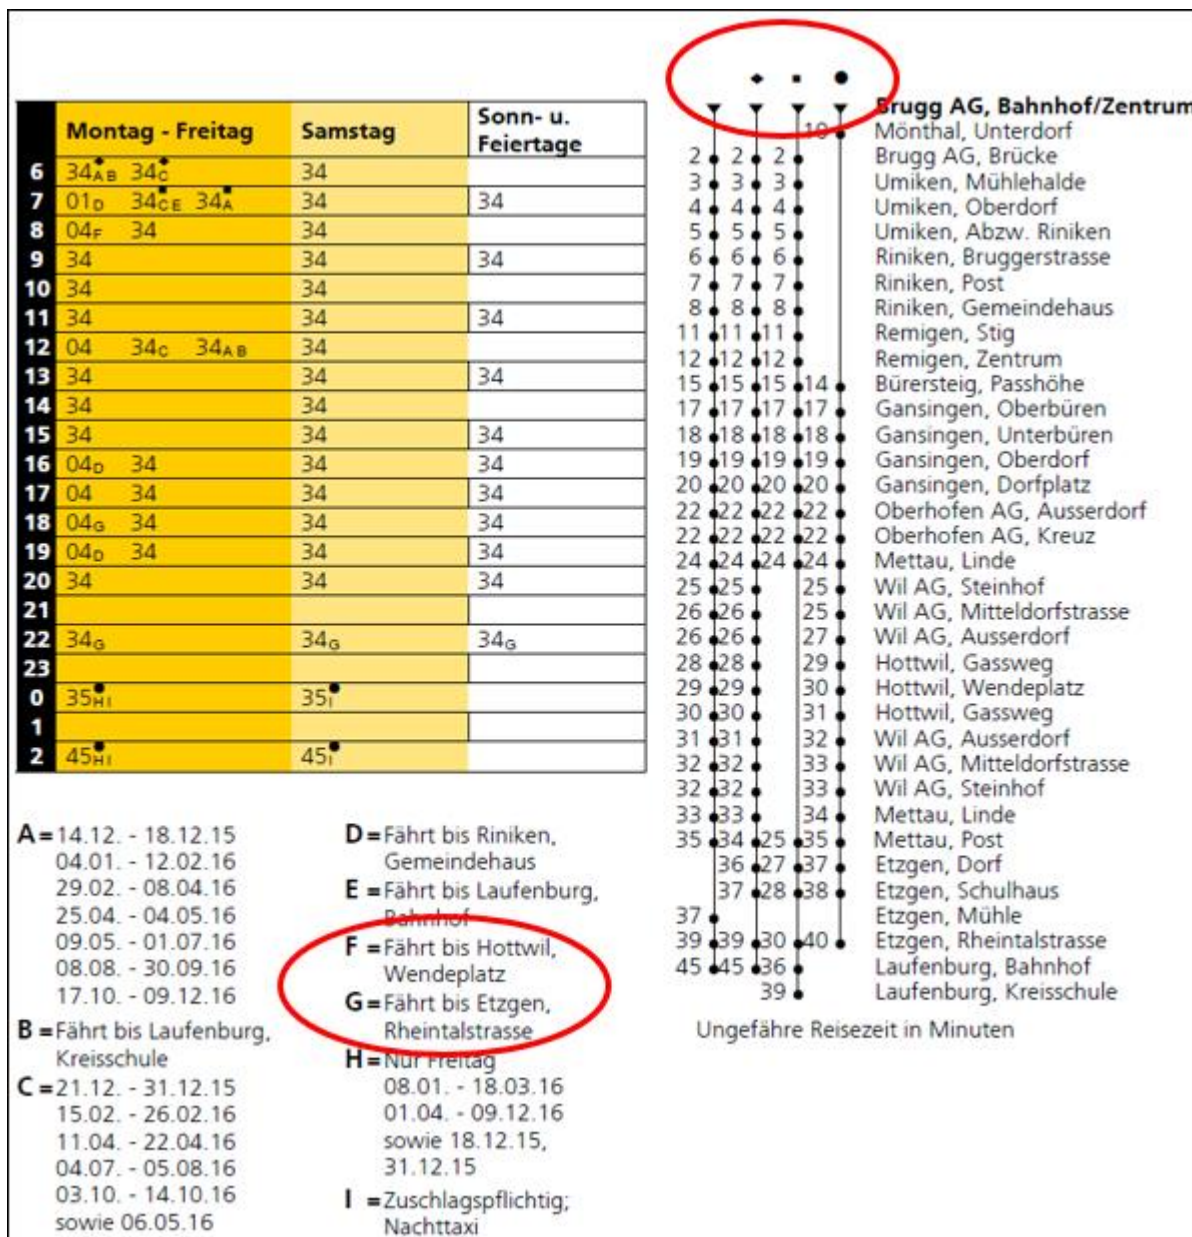 Montag - Freitag Samstag Sonn- u. Feiertage
6 34AB 34C 34
7 01D 34CE 34A 34 34
8 04F 34 34
9 34 34 34
10 34 34
11 34 34 34
12 04 34C 34AB 34
13 34 34 34
14 34 34
15 34 34 34
16 04D 34 34 34
17 04 34 34 34
18 04G 34 34 34
19 04D 34 34 34
20 34 34 34
21
22 34G 34G 34G
23
0 35HI 35I
1
2 45HI 45I
A = 14.12. - 18.12.15
04.01. - 12.02.16
29.02. - 08.04.16
25.04. - 04.05.16
09.05. - 01.07.16
08.08. - 30.09.16
17.10. - 09.12.16
B = Fährt bis Laufenburg,
Kreisschule
C = 21.12. - 31.12.15
15.02. - 26.02.16
11.04. - 22.04.16
04.07. - 05.08.16
03.10. - 14.10.16
sowie 06.05.16
D = Fährt bis Riniken,
Gemeindehaus
E = Fährt bis Laufenburg,
Bahnhof
F = Fährt bis Hottwil,
Wendeplatz
G = Fährt bis Etzgen,
Rheintalstrasse
H = Nur Freitag
08.01. - 18.03.16
01.04. - 09.12.16
sowie 18.12.15,
31.12.15
I = Zuschlagspflichtig;
Nachttaxi
Brugg AG, Bahnhof/Zentrum
10 Mönthal, Unterdorf
2 2 2 Brugg AG, Brücke
3 3 3 Umiken, Mühlehalde
4 4 4 Umiken, Oberdorf
5 5 5 Umiken, Abzw. Riniken
6 6 6 Riniken, Bruggerstrasse
7 7 7 Riniken, Post
8 8 8 Riniken, Gemeindehaus
11 11 11 Remigen, Stig
12 12 12 Remigen, Zentrum
15 15 15 14 Bürersteig, Passhöhe
17 17 17 17 Gansingen, Oberbüren
18 18 18 18 Gansingen, Unterbüren
19 19 19 19 Gansingen, Oberdorf
20 20 20 20 Gansingen, Dorfplatz
22 22 22 22 Oberhofen AG, Ausserdorf
22 22 22 22 Oberhofen AG, Kreuz
24 24 24 24 Mettau, Linde
25 25 25 Wil AG, Steinhof
26 26 25 Wil AG, Mitteldorfstrasse
26 26 27 Wil AG, Ausserdorf
28 28 29 Hottwil, Gassweg
29 29 30 Hottwil, Wendeplatz
30 30 31 Hottwil, Gassweg
31 31 32 Wil AG, Ausserdorf
32 32 33 Wil AG, Mitteldorfstrasse
32 32 33 Wil AG, Steinhof
33 33 34 Mettau, Linde
35 34 25 35 Mettau, Post
36 27 37 Etzgen, Dorf
37 28 38 Etzgen, Schulhaus
37 Etzgen, Mühle
39 39 30 40 Etzgen, Rheintalstrasse
45 45 36 Laufenburg, Bahnhof
39 Laufenburg, Kreisschule
Ungefähre Reisezeit in Minuten